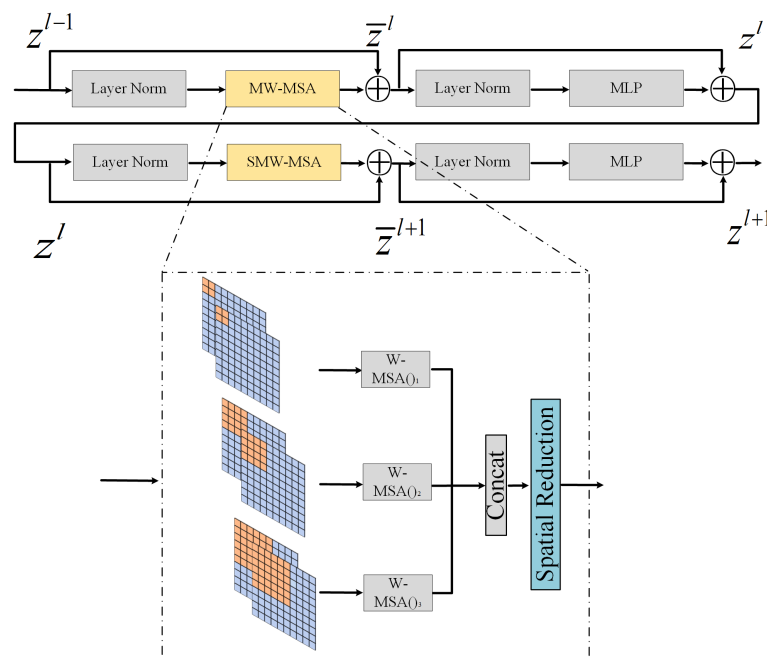 z^{l-1}
z̅^l
z^l
Layer Norm
MW-MSA
Layer Norm
MLP
Layer Norm
SMW-MSA
Layer Norm
MLP
z^l
z̅^{l+1}
z^{l+1}
W-
MSA()₁
W-
MSA()₂
W-
MSA()₃
Concat
Spatial Reduction